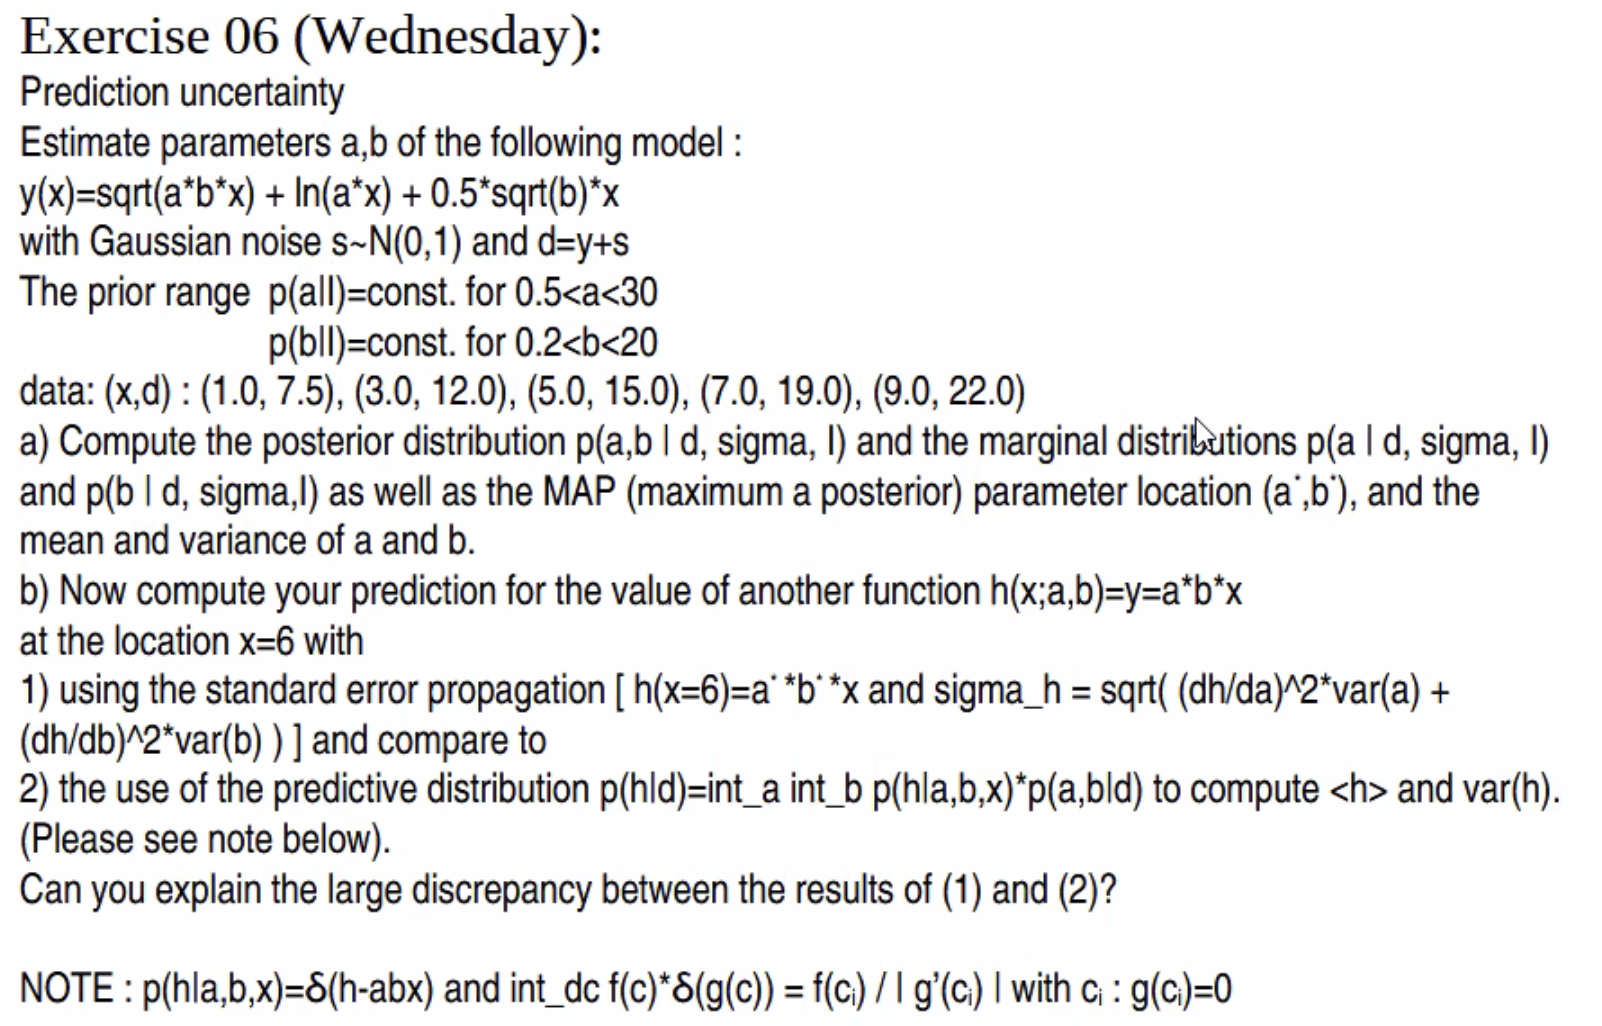 Exercise 06 (Wednesday):
Prediction uncertainty
Estimate parameters a,b of the following model :
y(x)=sqrt(a*b*x) + ln(a*x) + 0.5*sqrt(b)*x
with Gaussian noise s~N(0,1) and d=y+s
The prior range p(a|I)=const. for 0.5<a<30
p(b|I)=const. for 0.2<b<20
data: (x,d) : (1.0, 7.5), (3.0, 12.0), (5.0, 15.0), (7.0, 19.0), (9.0, 22.0)
a) Compute the posterior distribution p(a,b | d, sigma, I) and the marginal distributions p(a | d, sigma, I)
and p(b | d, sigma,I) as well as the MAP (maximum a posterior) parameter location (a*,b*), and the
mean and variance of a and b.
b) Now compute your prediction for the value of another function h(x;a,b)=y=a*b*x
at the location x=6 with
1) using the standard error propagation [ h(x=6)=a* *b* *x and sigma_h = sqrt( (dh/da)^2*var(a) +
(dh/db)^2*var(b) ) ] and compare to
2) the use of the predictive distribution p(h|d)=int_a int_b p(h|a,b,x)*p(a,b|d) to compute <h> and var(h).
(Please see note below).
Can you explain the large discrepancy between the results of (1) and (2)?
NOTE : p(h|a,b,x)=δ(h-abx) and int_dc f(c)*δ(g(c)) = f(cᵢ) / | g'(cᵢ) | with cᵢ : g(cᵢ)=0